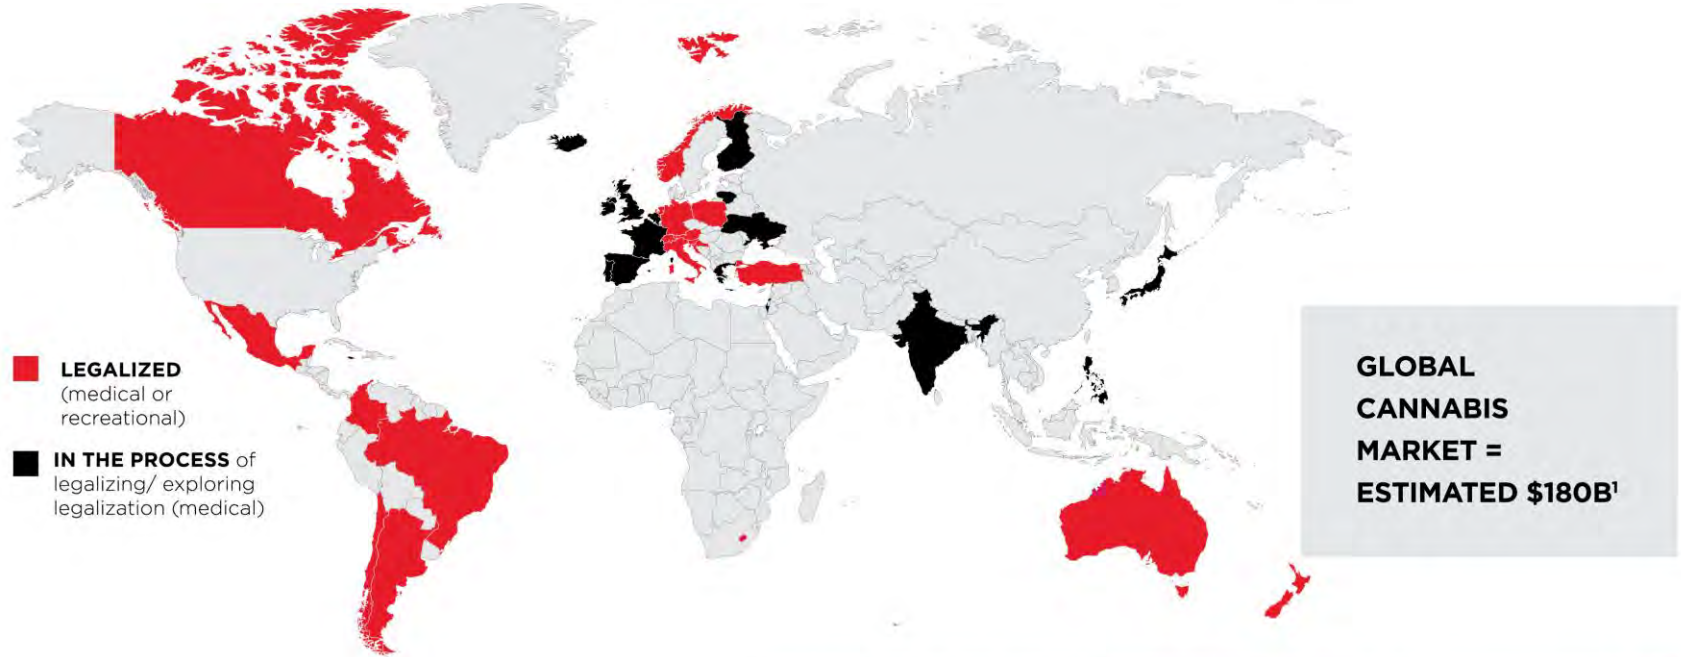 LEGALIZED
(medical or
recreational)
IN THE PROCESS of
legalizing/ exploring
legalization (medical)
GLOBAL
CANNABIS
MARKET =
ESTIMATED $180B¹